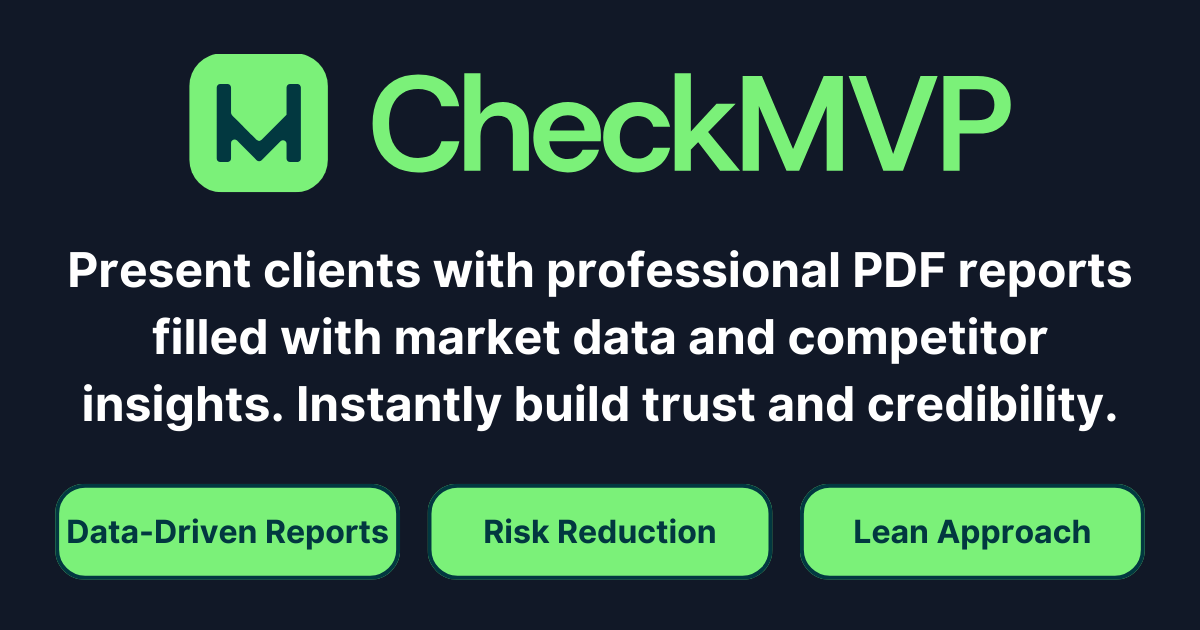 CheckMVP
Present clients with professional PDF reports
filled with market data and competitor
insights. Instantly build trust and credibility.
Data-Driven Reports
Risk Reduction
Lean Approach